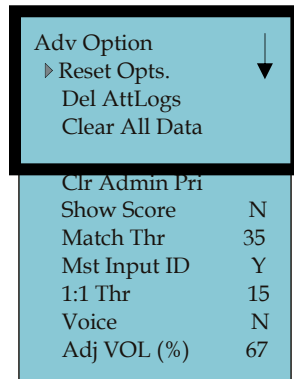 Adv Option
Reset Opts.
Del AttLogs
Clear All Data
Clr Admin Pri
Show Score N
Match Thr 35
Mst Input ID Y
1:1 Thr 15
Voice N
Adj VOL (%) 67